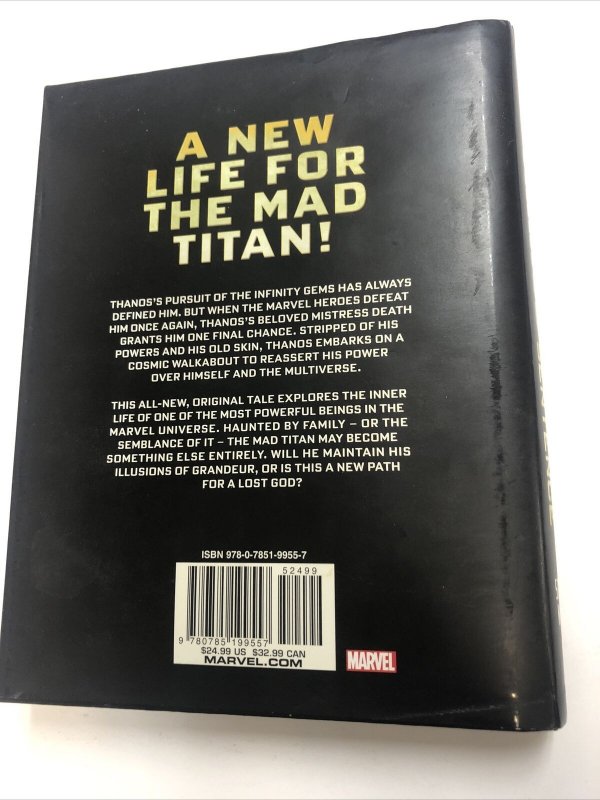 A NEW
LIFE FOR
THE MAD
TITAN!
THANOS'S PURSUIT OF THE INFINITY GEMS HAS ALWAYS
DEFINED HIM. BUT WHEN THE MARVEL HEROES DEFEAT
HIM ONCE AGAIN, THANOS'S BELOVED MISTRESS DEATH
GRANTS HIM ONE FINAL CHANCE. STRIPPED OF HIS
POWERS AND HIS OLD SKIN, THANOS EMBARKS ON A
COSMIC WALKABOUT TO REASSERT HIS POWER
OVER HIMSELF AND THE MULTIVERSE.
THIS ALL-NEW, ORIGINAL TALE EXPLORES THE INNER
LIFE OF ONE OF THE MOST POWERFUL BEINGS IN THE
MARVEL UNIVERSE. HAUNTED BY FAMILY – OR THE
SEMBLANCE OF IT – THE MAD TITAN MAY BECOME
SOMETHING ELSE ENTIRELY. WILL HE MAINTAIN HIS
ILLUSIONS OF GRANDEUR, OR IS THIS A NEW PATH
FOR A LOST GOD?
ISBN 978-0-7851-9955-7
52499
9 780785 199557
$24.99 US $32.99 CAN
MARVEL.COM
MARVEL